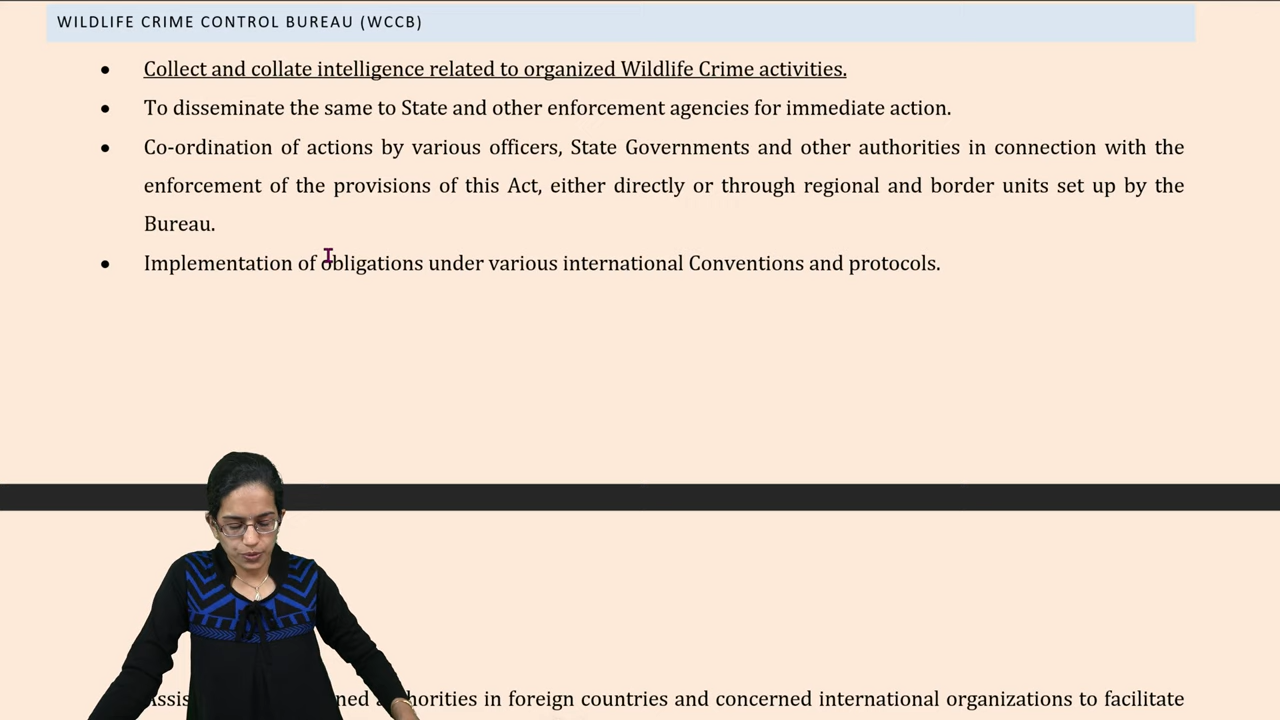 WILDLIFE CRIME CONTROL BUREAU (WCCB)
• Collect and collate intelligence related to organized Wildlife Crime activities.
• To disseminate the same to State and other enforcement agencies for immediate action.
• Co-ordination of actions by various officers, State Governments and other authorities in connection with the
enforcement of the provisions of this Act, either directly or through regional and border units set up by the
Bureau.
• Implementation of obligations under various international Conventions and protocols.
in foreign countries and concerned international organizations to facilitate